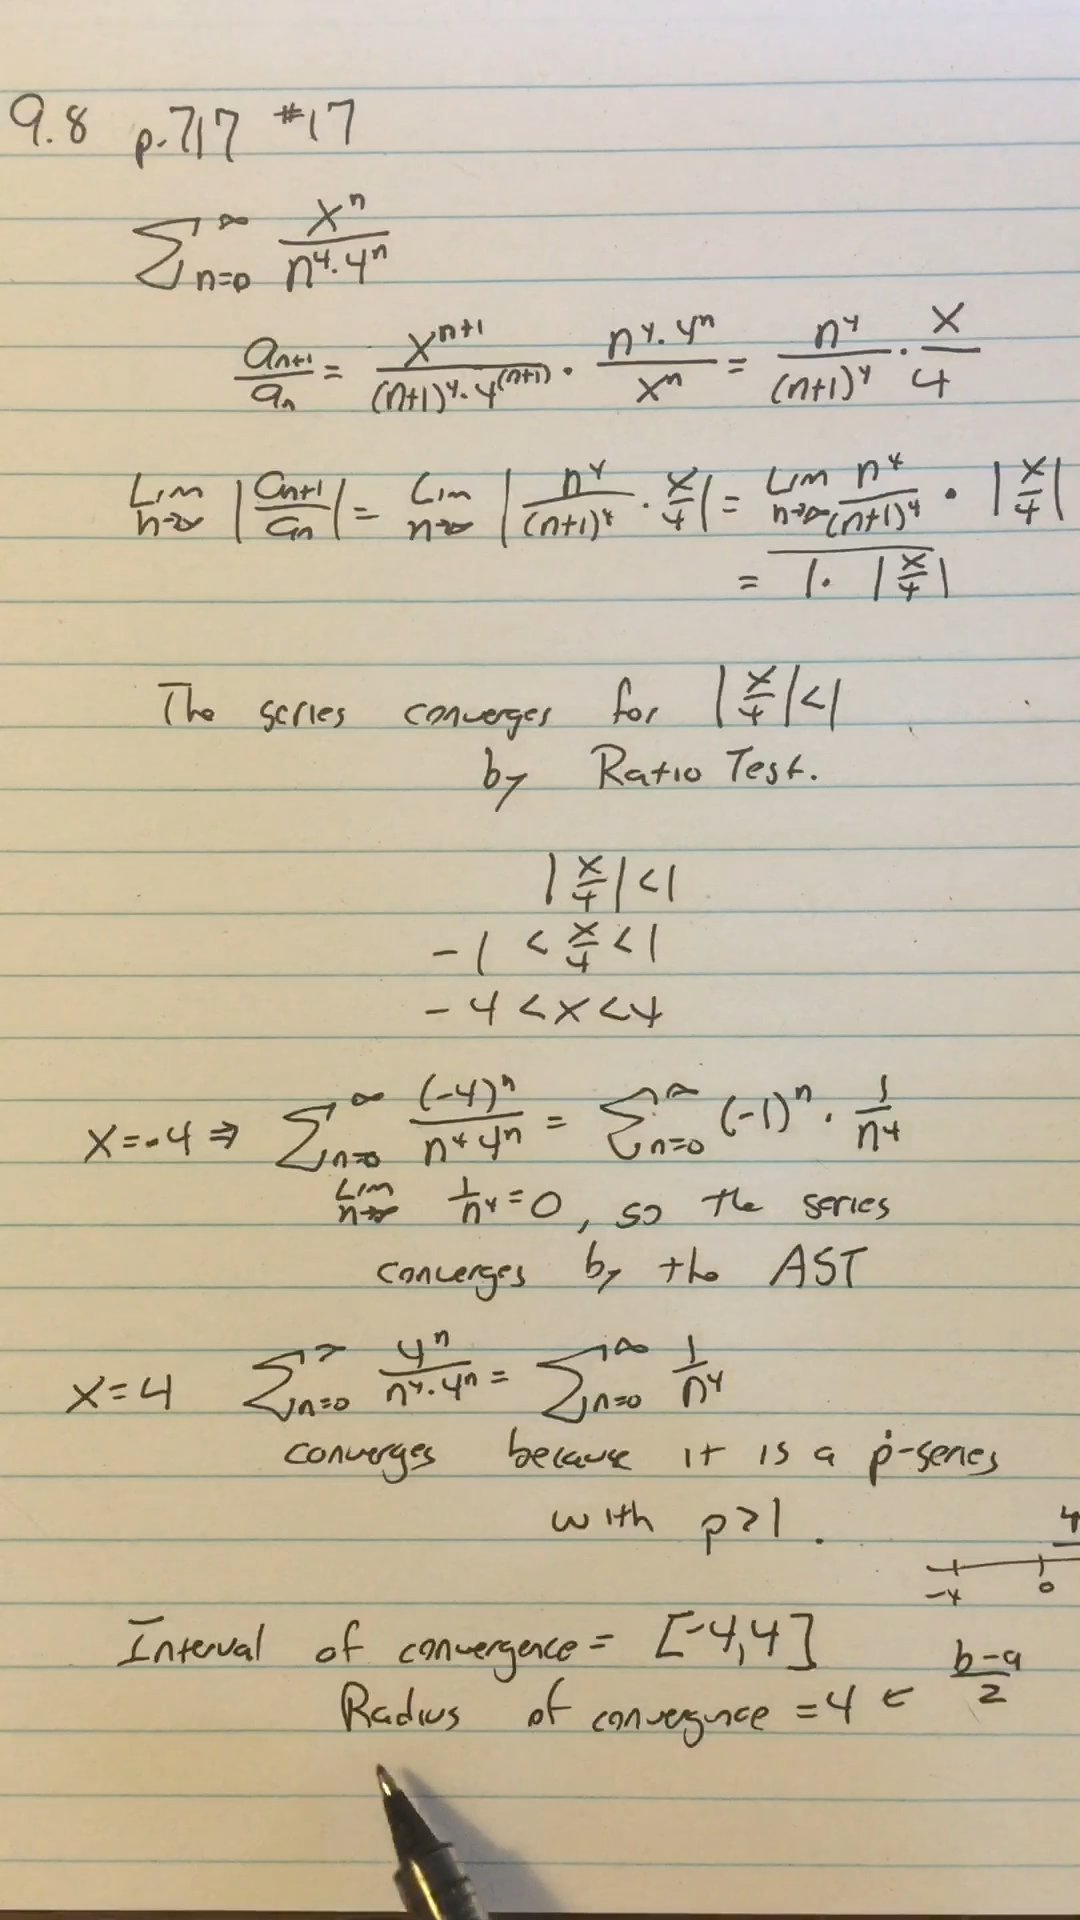 9.8 p.717 #17
∑_{n=0}^{∞} x^n/(n^4·4^n)
a_{n+1}/a_n = x^{n+1}/((n+1)^4·4^{(n+1)}) · (n^4·4^n)/x^n = n^4/(n+1)^4 · x/4
Lim_{n→∞} |a_{n+1}/a_n| = Lim_{n→∞} |n^4/(n+1)^4 · x/4| = Lim_{n→∞} n^4/(n+1)^4 · |x/4|
= 1 · |x/4|
The series converges for |x/4|<1
by Ratio Test.
|x/4|<1
-1 < x/4 < 1
-4 < x < 4
x=-4 ⇒ ∑_{n=0}^{∞} (-4)^n/(n^4 4^n) = ∑_{n=0}^{∞} (-1)^n · 1/n^4
Lim_{n→∞} 1/n^4 = 0, so the series
converges by the AST
x=4 ∑_{n=0}^{∞} 4^n/(n^4·4^n) = ∑_{n=0}^{∞} 1/n^4
converges because it is a p-series
with p>1.
4
-4 0
Interval of convergence = [-4,4]
Radius of convergence = 4 ← (b-a)/2